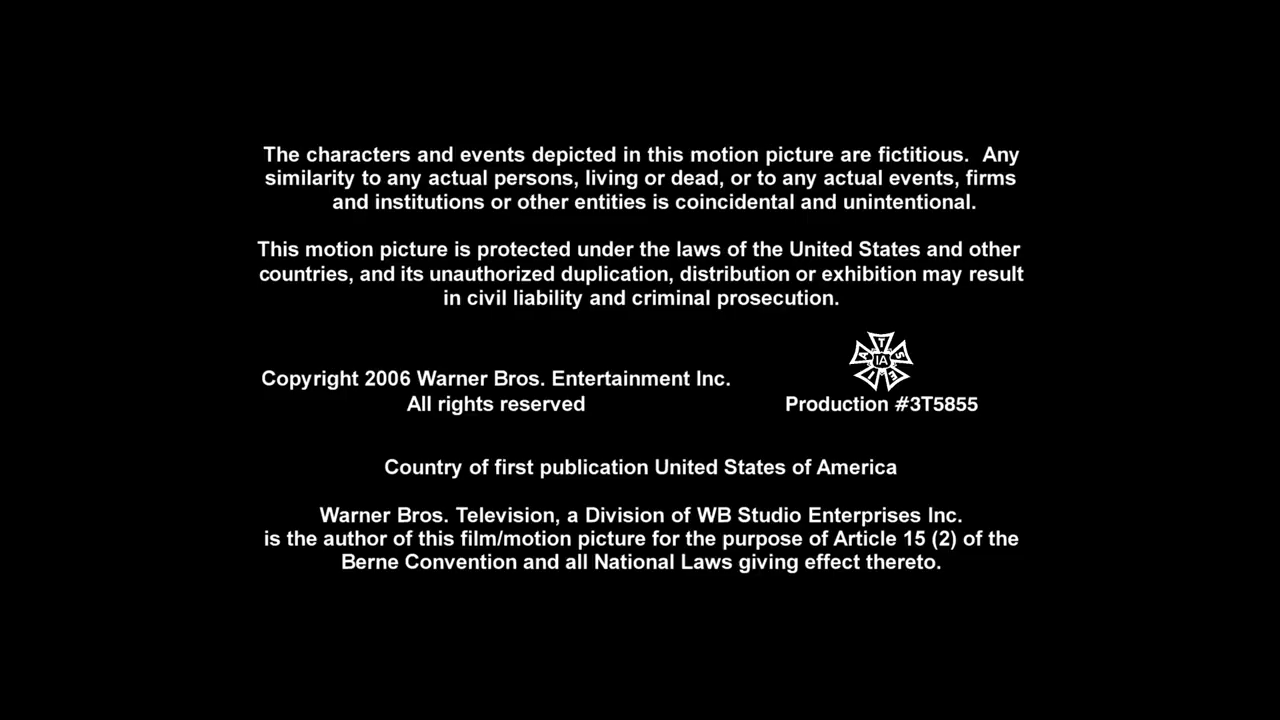 The characters and events depicted in this motion picture are fictitious.  Any
similarity to any actual persons, living or dead, or to any actual events, firms
and institutions or other entities is coincidental and unintentional.
This motion picture is protected under the laws of the United States and other
countries, and its unauthorized duplication, distribution or exhibition may result
in civil liability and criminal prosecution.
I A T S E
IA
Copyright 2006 Warner Bros. Entertainment Inc.
All rights reserved
Production #3T5855
Country of first publication United States of America
Warner Bros. Television, a Division of WB Studio Enterprises Inc.
is the author of this film/motion picture for the purpose of Article 15 (2) of the
Berne Convention and all National Laws giving effect thereto.